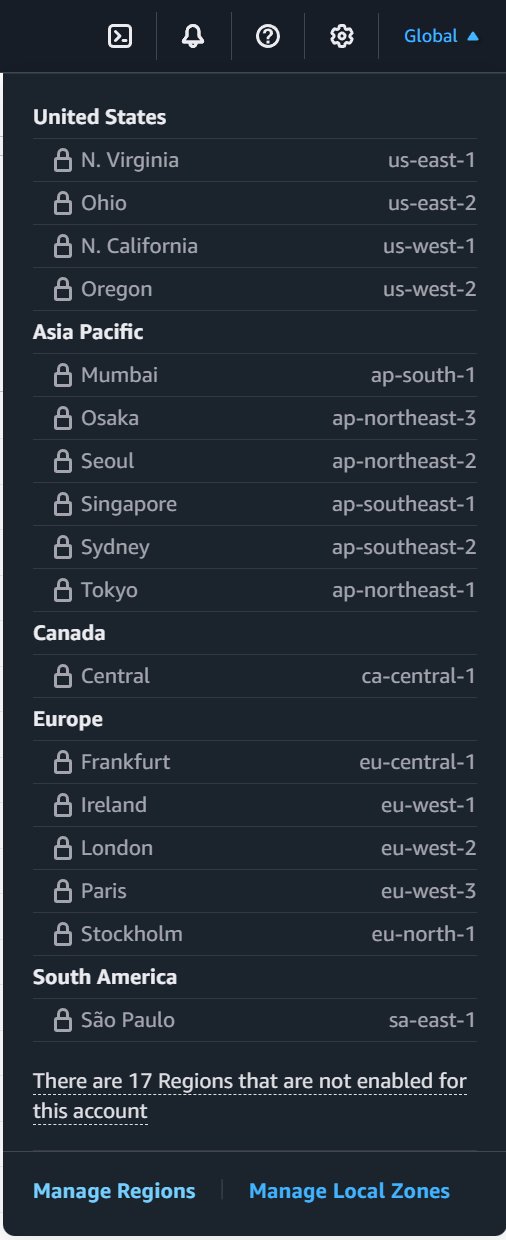 Global
United States
N. Virginia us-east-1
Ohio us-east-2
N. California us-west-1
Oregon us-west-2
Asia Pacific
Mumbai ap-south-1
Osaka ap-northeast-3
Seoul ap-northeast-2
Singapore ap-southeast-1
Sydney ap-southeast-2
Tokyo ap-northeast-1
Canada
Central ca-central-1
Europe
Frankfurt eu-central-1
Ireland eu-west-1
London eu-west-2
Paris eu-west-3
Stockholm eu-north-1
South America
São Paulo sa-east-1
There are 17 Regions that are not enabled for
this account
Manage Regions Manage Local Zones